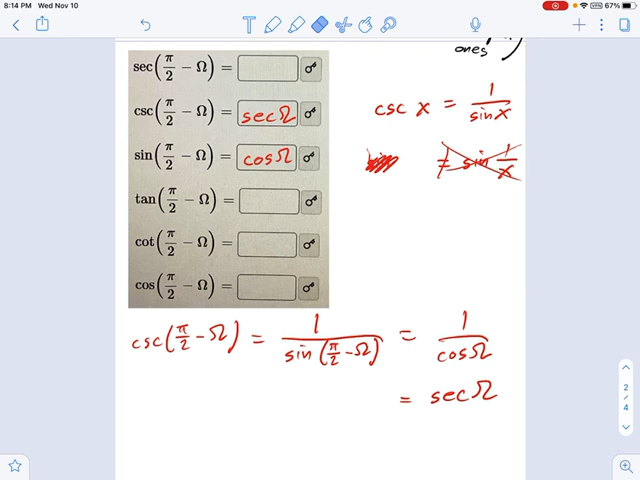 8:14 PM Wed Nov 10
67%
ones
sec(π/2 − Ω) =
csc(π/2 − Ω) = secΩ
sin(π/2 − Ω) = cosΩ
tan(π/2 − Ω) =
cot(π/2 − Ω) =
cos(π/2 − Ω) =
csc x = 1/sin x
= sin 1/x
csc(π/2 − Ω) = 1/sin(π/2 − Ω) = 1/cosΩ
= secΩ
2/4